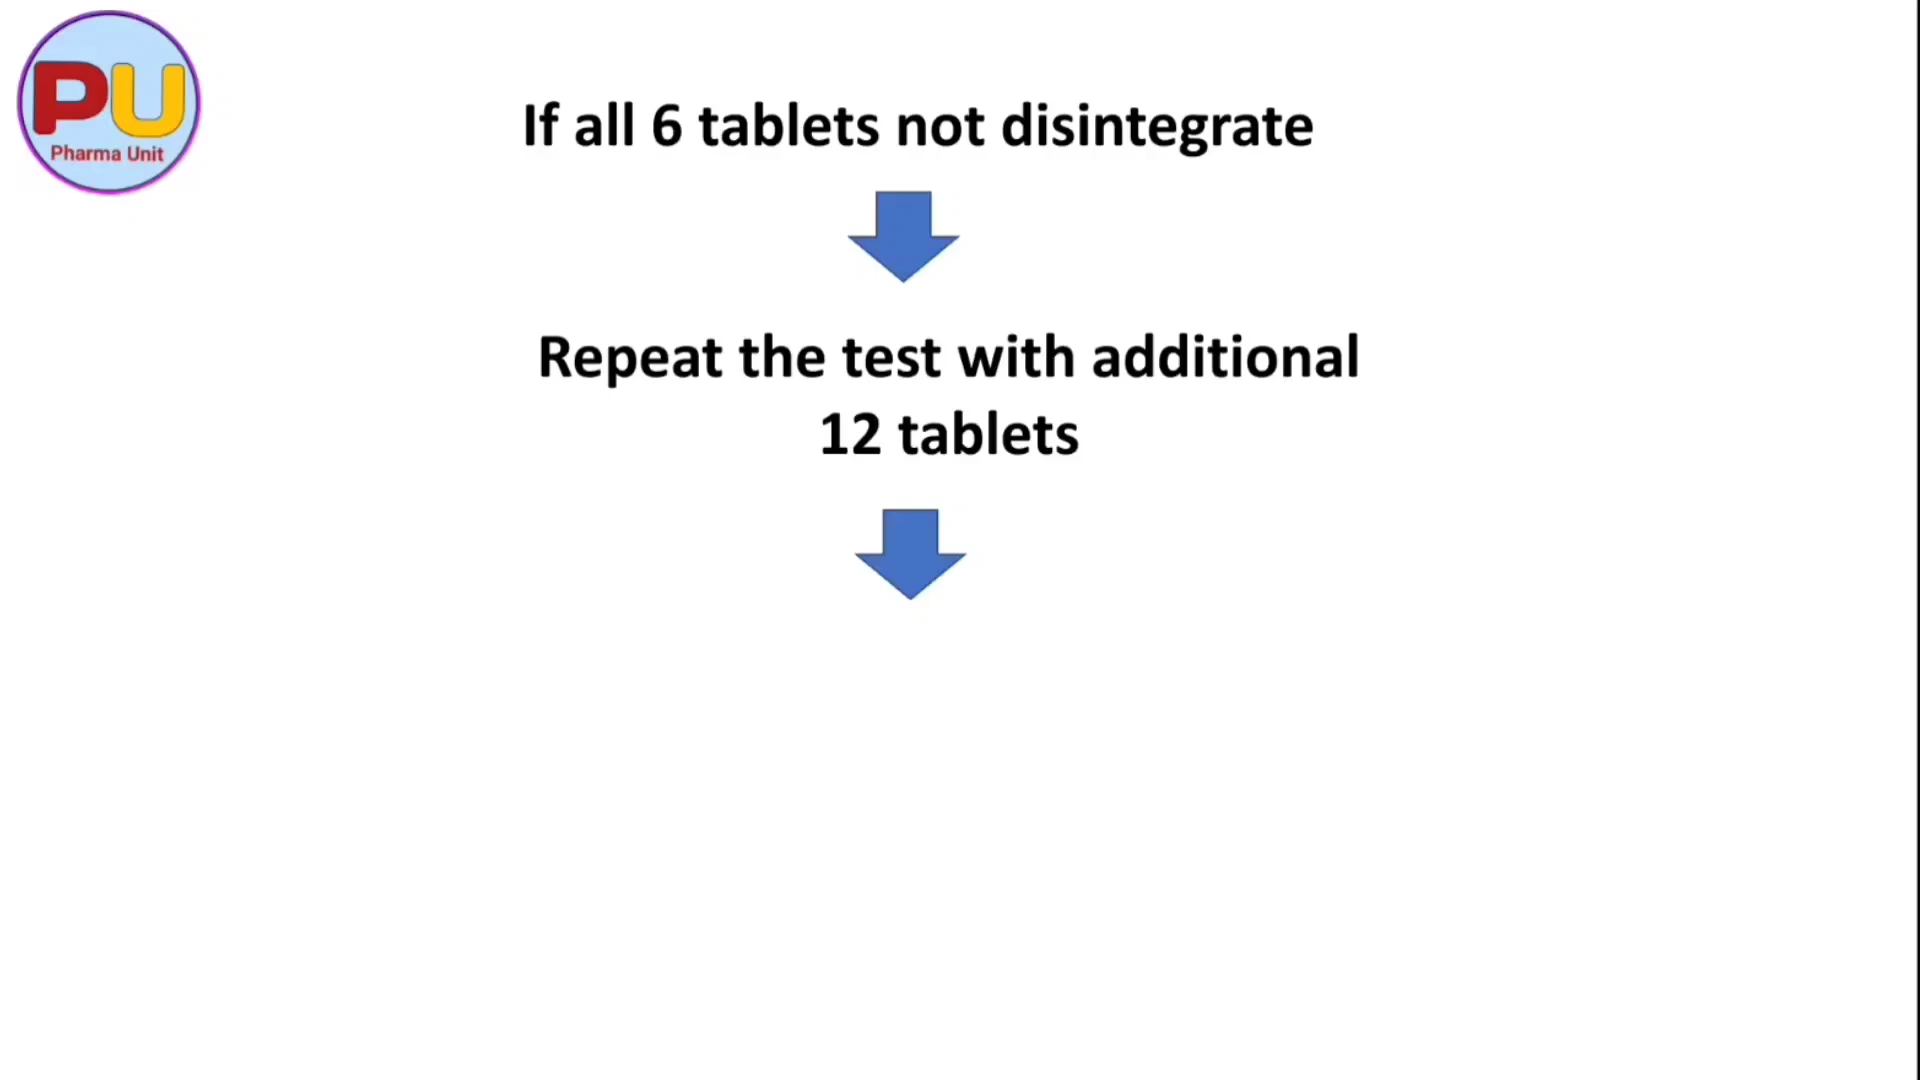 PU
Pharma Unit
If all 6 tablets not disintegrate
Repeat the test with additional
12 tablets